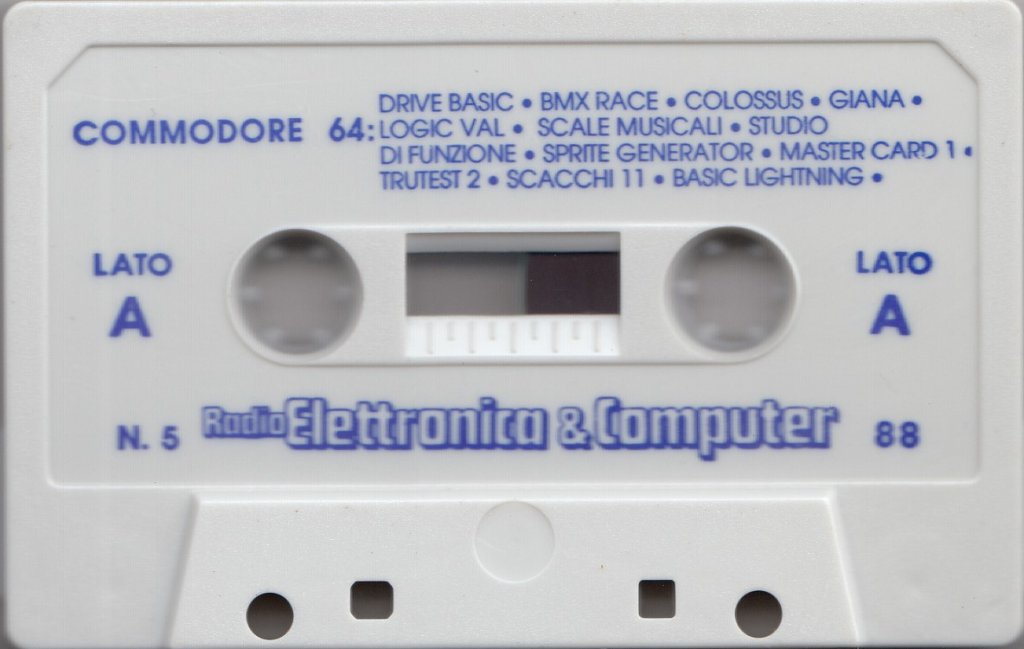 COMMODORE 64: DRIVE BASIC • BMX RACE • COLOSSUS • GIANA •
LOGIC VAL • SCALE MUSICALI • STUDIO
DI FUNZIONE • SPRITE GENERATOR • MASTER CARD 1 •
TRUTEST 2 • SCACCHI 11 • BASIC LIGHTNING •
LATO
A
LATO
A
N. 5
Radio Elettronica & Computer
88